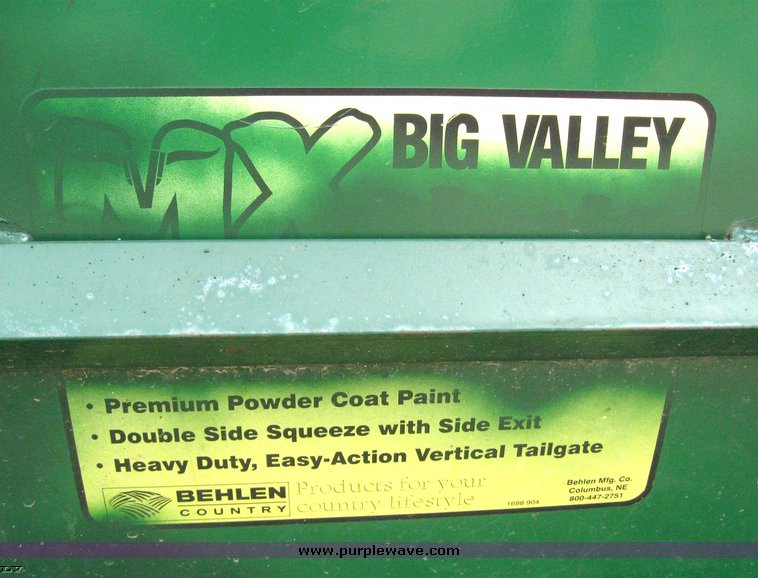 MX BIG VALLEY
• Premium Powder Coat Paint
• Double Side Squeeze with Side Exit
• Heavy Duty, Easy-Action Vertical Tailgate
BEHLEN
COUNTRY
Products for your
country lifestyle
1688 904
Behlen Mfg. Co.
Columbus, NE
800-447-2751
www.purplewave.com